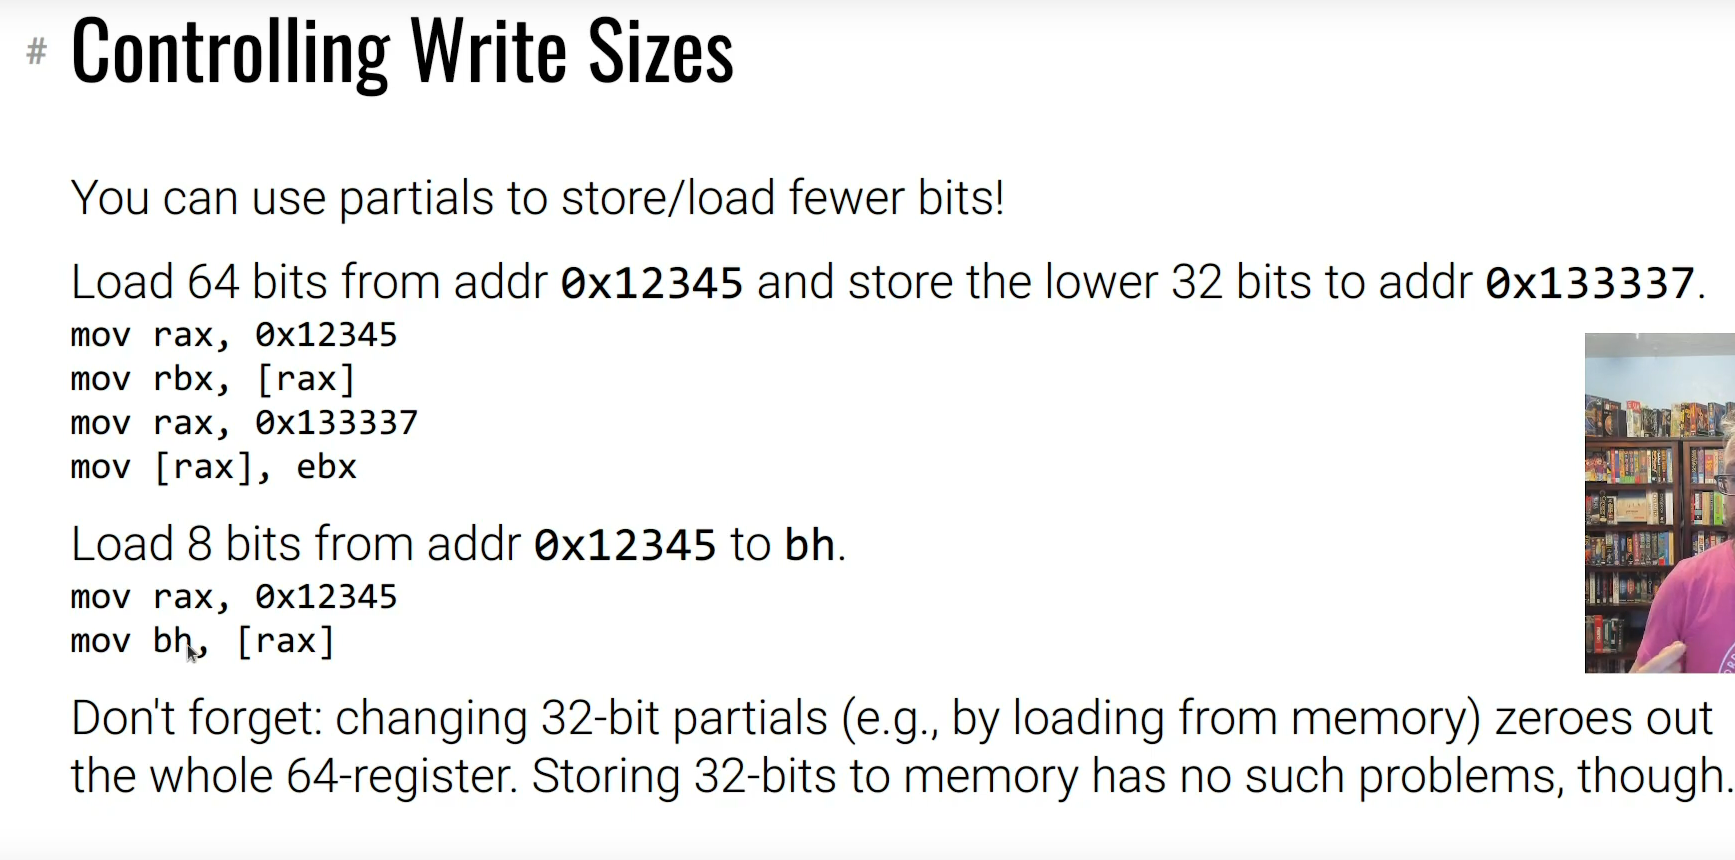 # Controlling Write Sizes
You can use partials to store/load fewer bits!
Load 64 bits from addr 0x12345 and store the lower 32 bits to addr 0x133337.
mov rax, 0x12345
mov rbx, [rax]
mov rax, 0x133337
mov [rax], ebx
Load 8 bits from addr 0x12345 to bh.
mov rax, 0x12345
mov bh, [rax]
Don't forget: changing 32-bit partials (e.g., by loading from memory) zeroes out
the whole 64-register. Storing 32-bits to memory has no such problems, though.